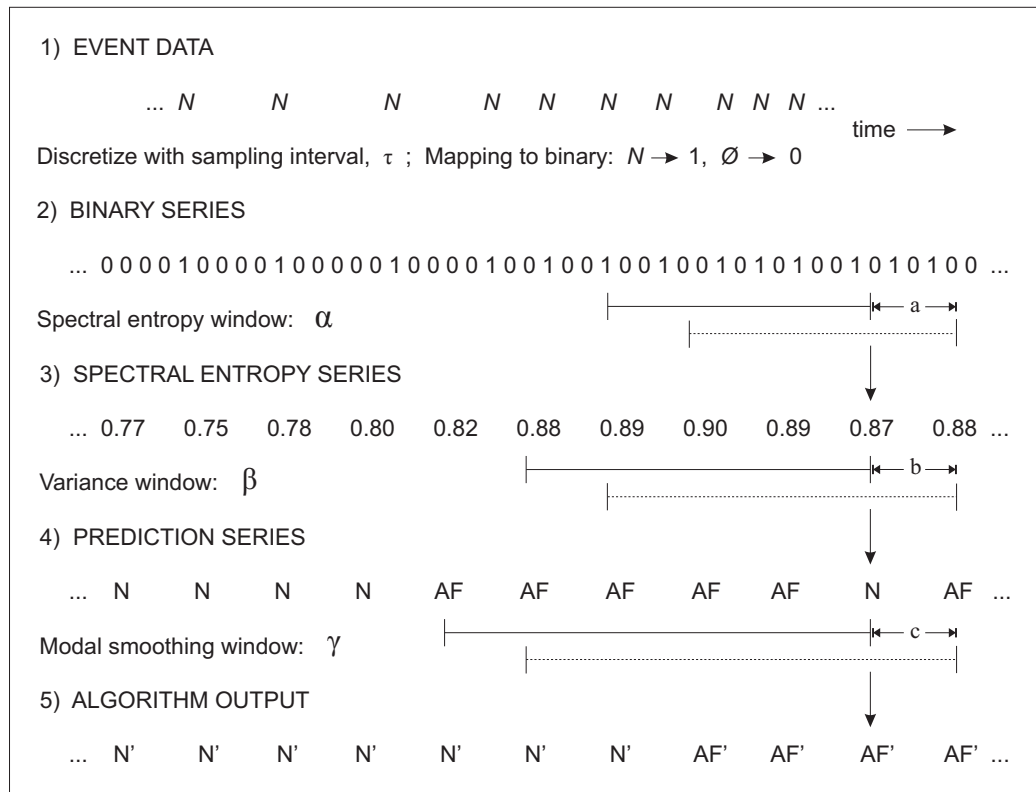 1) EVENT DATA
... N N N N N N N N N N ...
time
Discretize with sampling interval, τ ; Mapping to binary: N → 1, Ø → 0
2) BINARY SERIES
... 0 0 0 0 1 0 0 0 0 1 0 0 0 0 0 1 0 0 0 0 1 0 0 1 0 0 1 0 0 1 0 0 1 0 1 0 1 0 0 1 0 1 0 1 0 0 ...
a
Spectral entropy window: α
3) SPECTRAL ENTROPY SERIES
... 0.77 0.75 0.78 0.80 0.82 0.88 0.89 0.90 0.89 0.87 0.88 ...
b
Variance window: β
4) PREDICTION SERIES
... N N N N AF AF AF AF AF N AF ...
c
Modal smoothing window: γ
5) ALGORITHM OUTPUT
... N’ N’ N’ N’ N’ N’ N’ AF’ AF’ AF’ AF’ ...